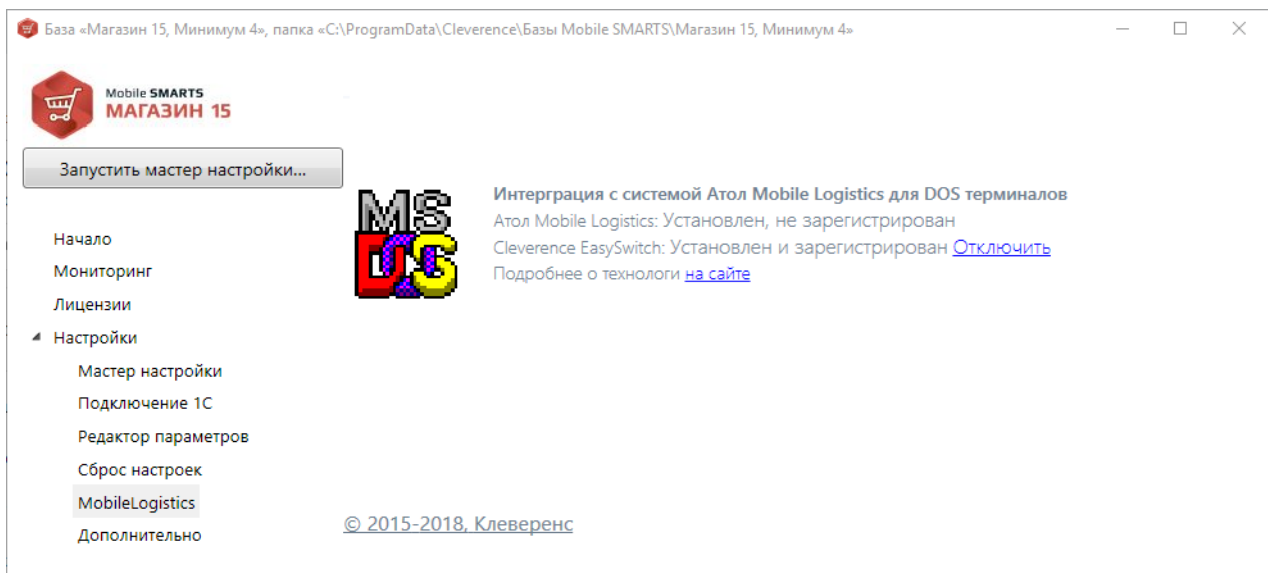 База «Магазин 15, Минимум 4», папка «C:\ProgramData\Cleverence\Базы Mobile SMARTS\Магазин 15, Минимум 4»
Mobile SMARTS
МАГАЗИН 15
Запустить мастер настройки...
Начало
Мониторинг
Лицензии
Настройки
Мастер настройки
Подключение 1С
Редактор параметров
Сброс настроек
MobileLogistics
Дополнительно
MS
DOS
Интерграция с системой Атол Mobile Logistics для DOS терминалов
Атол Mobile Logistics: Установлен, не зарегистрирован
Cleverence EasySwitch: Установлен и зарегистрирован Отключить
Подробнее о технологи на сайте
© 2015-2018, Клеверенс